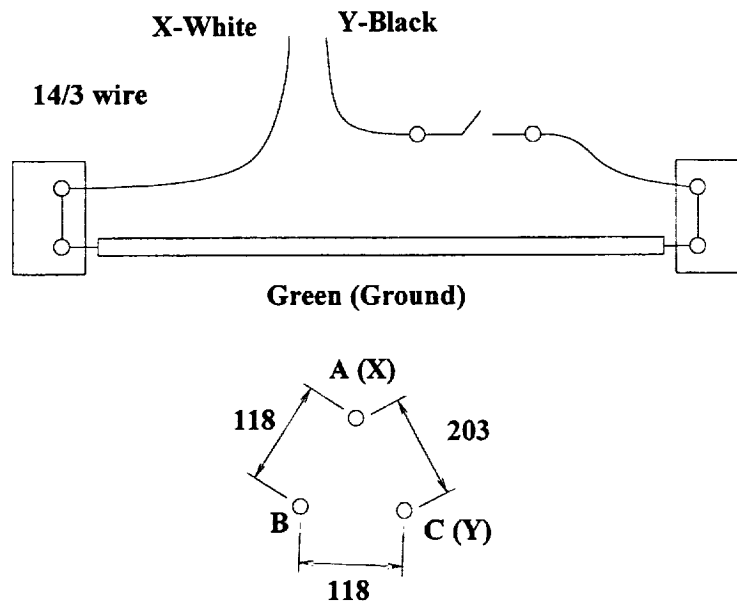 X-White
Y-Black
14/3 wire
Green (Ground)
A (X)
118
203
B
C (Y)
118